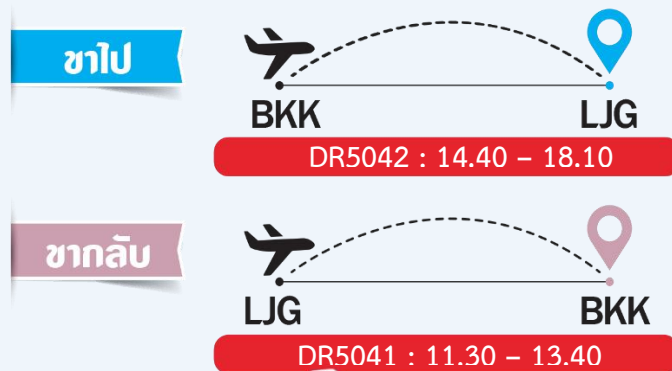 ขาไป
BKK LJG
DR5042 : 14.40 – 18.10
ขากลับ
LJG BKK
DR5041 : 11.30 – 13.40